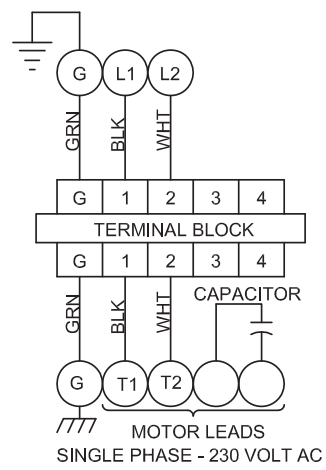 G L1 L2
GRN BLK WHT
G 1 2 3 4
TERMINAL BLOCK
G 1 2 3 4
CAPACITOR
GRN BLK WHT
G T1 T2
MOTOR LEADS
SINGLE PHASE - 230 VOLT AC